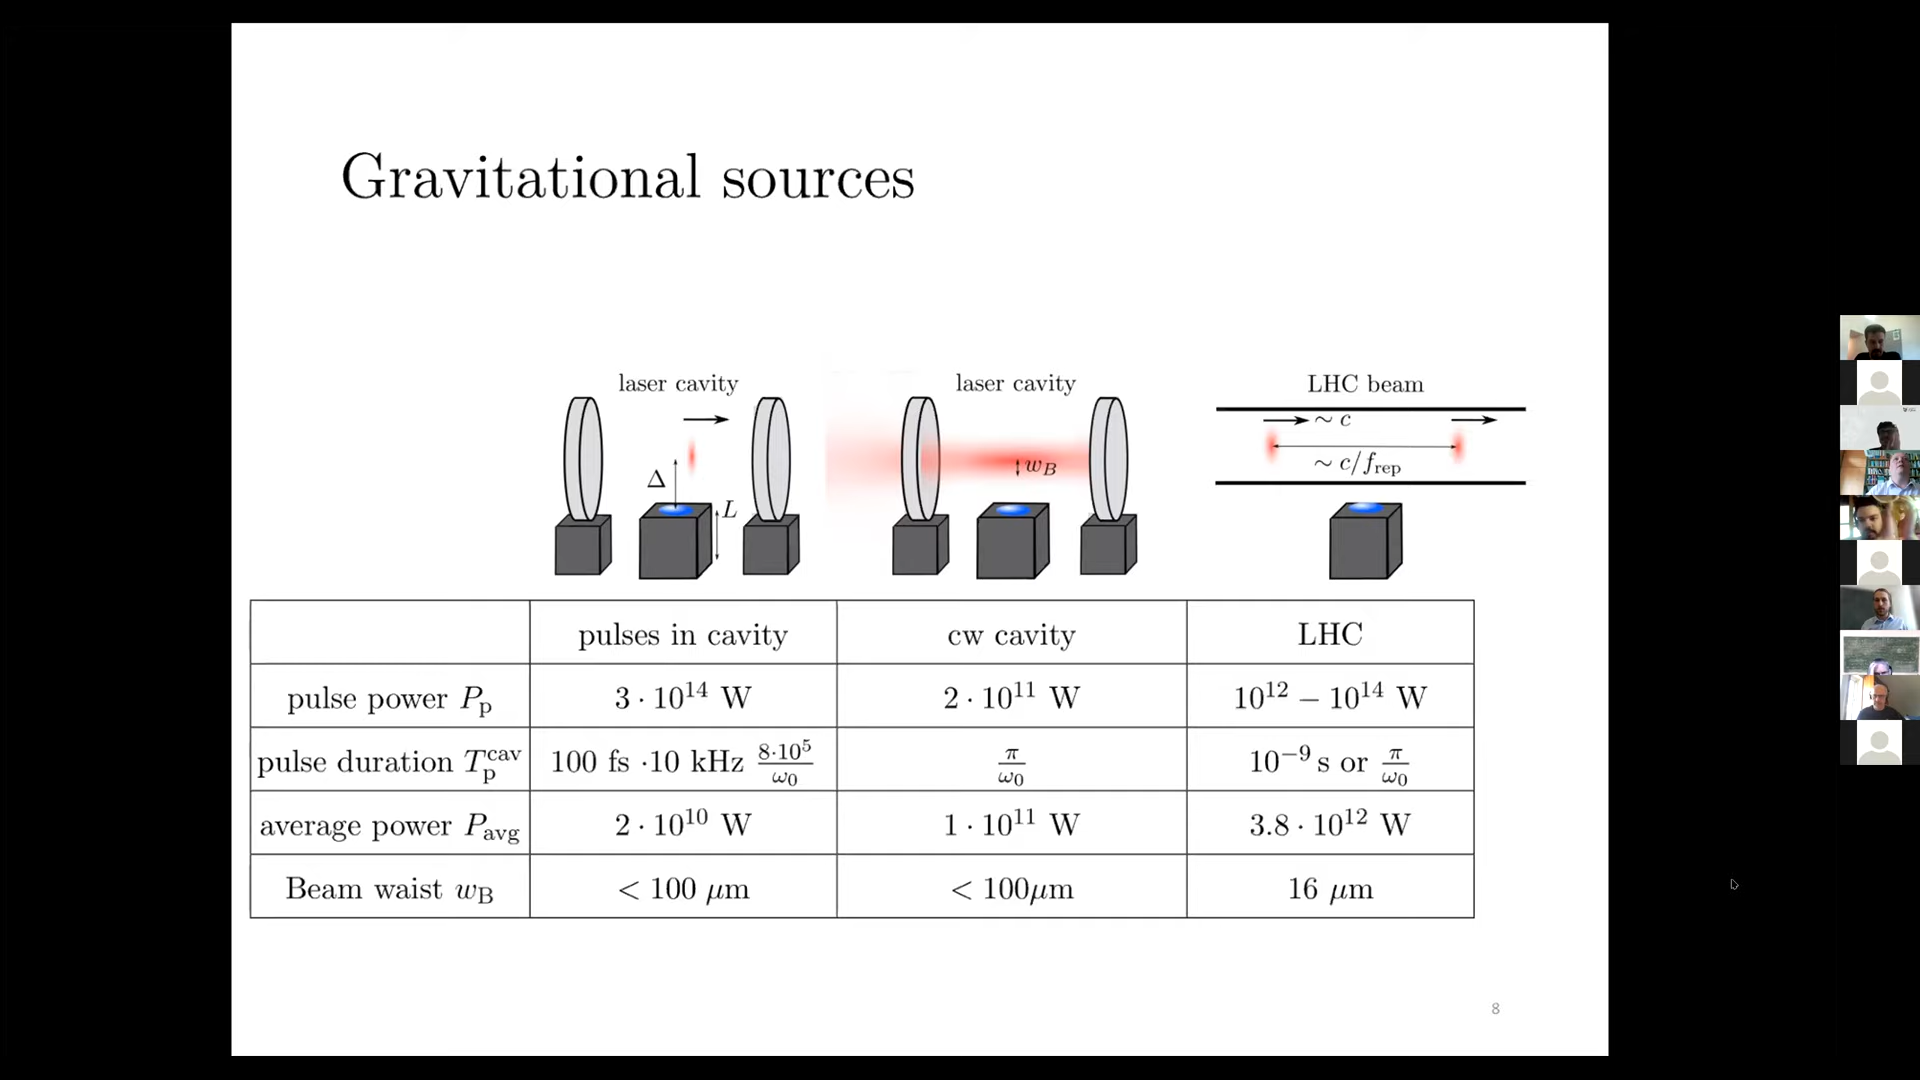 Gravitational sources
laser cavity
laser cavity
LHC beam
∼ c
∼ c/f_rep
w_B
Δ
L
pulses in cavity cw cavity LHC
pulse power P_p 3 · 10^14 W 2 · 10^11 W 10^12 − 10^14 W
pulse duration T_p^cav 100 fs ·10 kHz 8·10^5/ω_0 π/ω_0 10^−9 s or π/ω_0
average power P_avg 2 · 10^10 W 1 · 10^11 W 3.8 · 10^12 W
Beam waist w_B < 100 μm < 100μm 16 μm
8